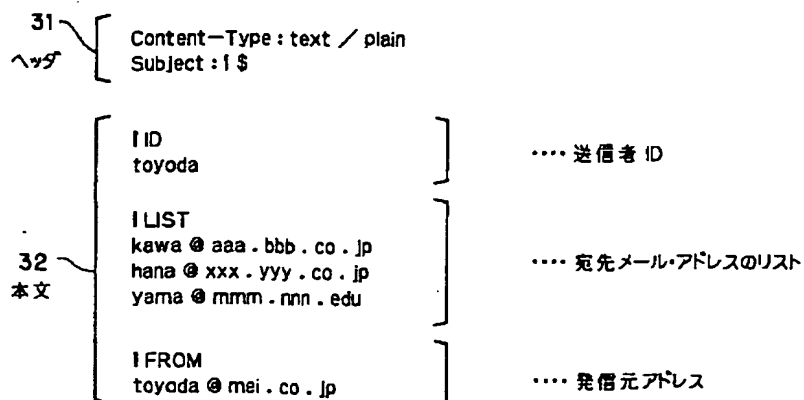 31
ヘッダ
Content-Type : text / plain
Subject : ! $
! ID
toyoda
‥‥ 送信者 ID
! LIST
kawa @ aaa . bbb . co . jp
hana @ xxx . yyy . co . jp
yama @ mmm . nnn . edu
‥‥ 宛先メール・アドレスのリスト
32
本文
! FROM
toyoda @ mei . co . jp
‥‥ 発信元アドレス